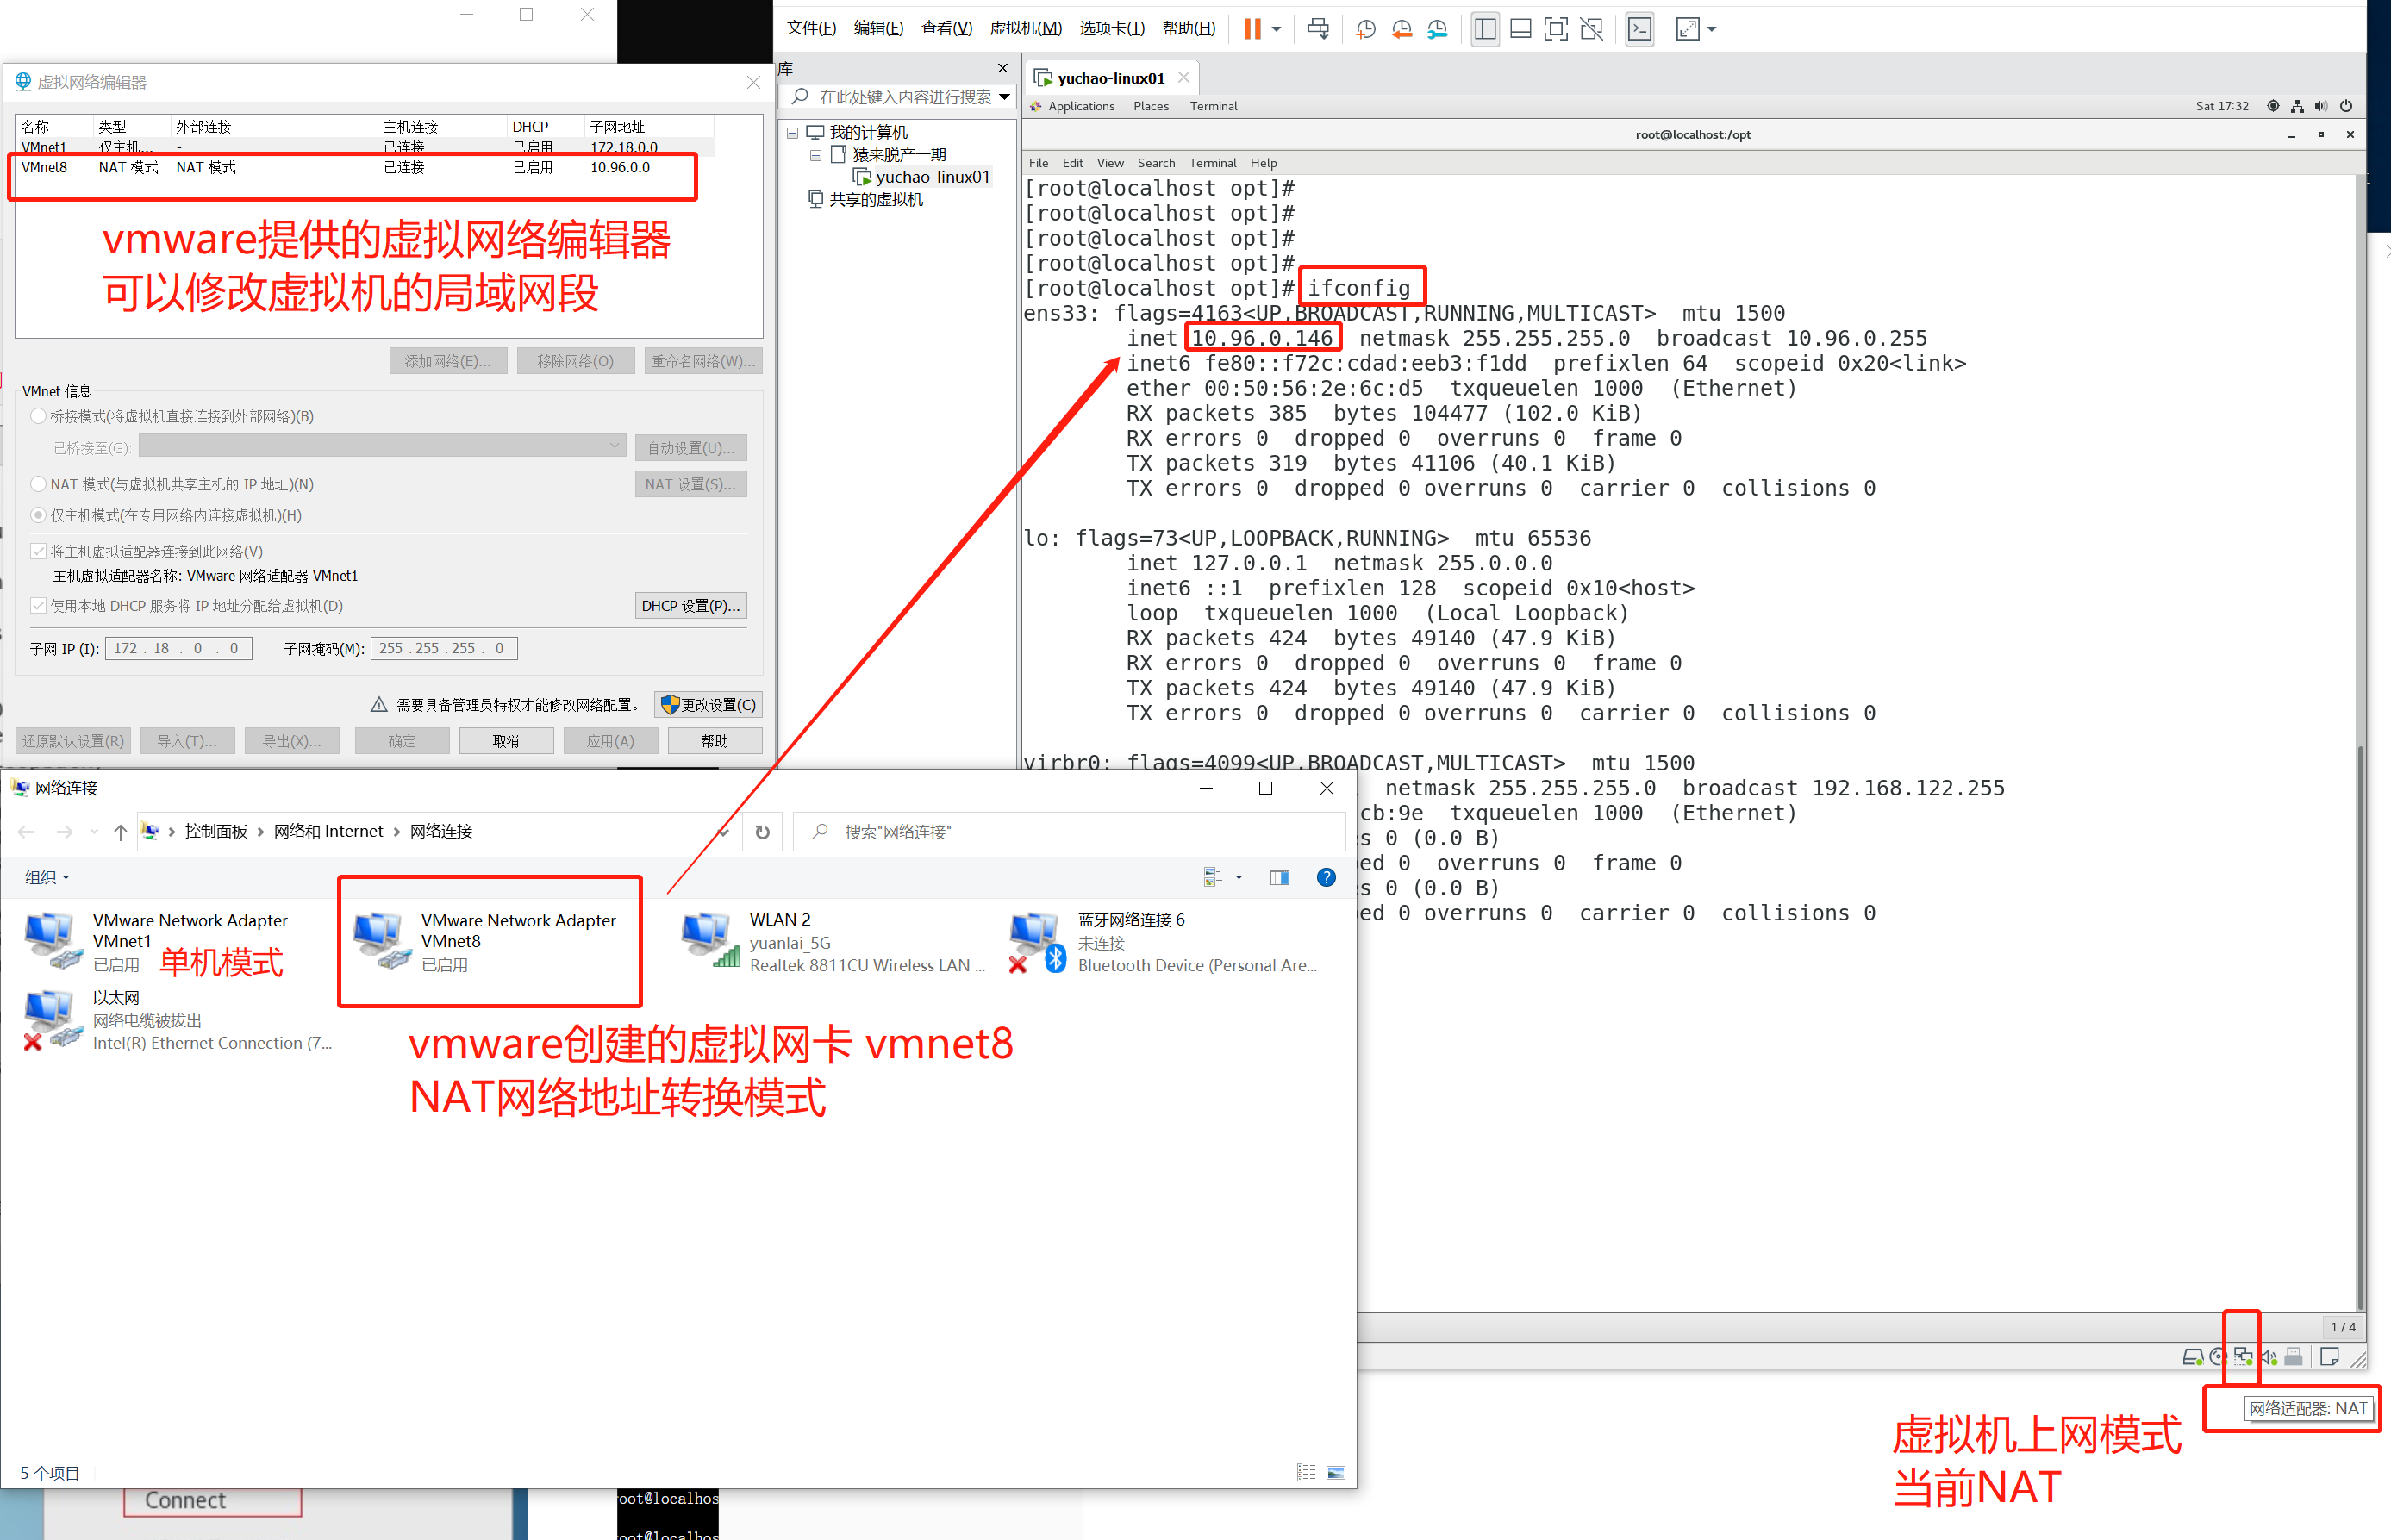 虚拟网络编辑器
名称 类型 外部连接 主机连接 DHCP 子网地址
VMnet1 仅主机... - 已连接 已启用 172.18.0.0
VMnet8 NAT 模式 NAT 模式 已连接 已启用 10.96.0.0
vmware提供的虚拟网络编辑器
可以修改虚拟机的局域网段
添加网络(E)... 移除网络(O) 重命名网络(W)...
VMnet 信息
桥接模式(将虚拟机直接连接到外部网络)(B)
已桥接至(G): 自动设置(U)...
NAT 模式(与虚拟机共享主机的 IP 地址)(N) NAT 设置(S)...
仅主机模式(在专用网络内连接虚拟机)(H)
将主机虚拟适配器连接到此网络(V)
主机虚拟适配器名称: VMware 网络适配器 VMnet1
使用本地 DHCP 服务将 IP 地址分配给虚拟机(D) DHCP 设置(P)...
子网 IP (I): 172 . 18 . 0 . 0 子网掩码(M): 255 . 255 . 255 . 0
需要具备管理员特权才能修改网络配置。 更改设置(C)
还原默认设置(R) 导入(T)... 导出(X)... 确定 取消 应用(A) 帮助
文件(F) 编辑(E) 查看(V) 虚拟机(M) 选项卡(T) 帮助(H)
库
在此处键入内容进行搜索
我的计算机
猿来脱产一期
yuchao-linux01
共享的虚拟机
yuchao-linux01
Applications Places Terminal Sat 17:32
root@localhost:/opt
File Edit View Search Terminal Help
[root@localhost opt]#
[root@localhost opt]#
[root@localhost opt]#
[root@localhost opt]#
[root@localhost opt]# ifconfig
ens33: flags=4163<UP,BROADCAST,RUNNING,MULTICAST>  mtu 1500
inet 10.96.0.146  netmask 255.255.255.0  broadcast 10.96.0.255
inet6 fe80::f72c:cdad:eeb3:f1dd  prefixlen 64  scopeid 0x20<link>
ether 00:50:56:2e:6c:d5  txqueuelen 1000  (Ethernet)
RX packets 385  bytes 104477 (102.0 KiB)
RX errors 0  dropped 0  overruns 0  frame 0
TX packets 319  bytes 41106 (40.1 KiB)
TX errors 0  dropped 0 overruns 0  carrier 0  collisions 0
lo: flags=73<UP,LOOPBACK,RUNNING>  mtu 65536
inet 127.0.0.1  netmask 255.0.0.0
inet6 ::1  prefixlen 128  scopeid 0x10<host>
loop  txqueuelen 1000  (Local Loopback)
RX packets 424  bytes 49140 (47.9 KiB)
RX errors 0  dropped 0  overruns 0  frame 0
TX packets 424  bytes 49140 (47.9 KiB)
TX errors 0  dropped 0 overruns 0  carrier 0  collisions 0
virbr0: flags=4099<UP,BROADCAST,MULTICAST>  mtu 1500
netmask 255.255.255.0  broadcast 192.168.122.255
cb:9e  txqueuelen 1000  (Ethernet)
s 0 (0.0 B)
ed 0  overruns 0  frame 0
s 0 (0.0 B)
ed 0 overruns 0  carrier 0  collisions 0
1 / 4
网络适配器: NAT
虚拟机上网模式
当前NAT
网络连接
控制面板 网络和 Internet 网络连接
搜索"网络连接"
组织
VMware Network Adapter
VMnet1
已启用
单机模式
VMware Network Adapter
VMnet8
已启用
WLAN 2
yuanlai_5G
Realtek 8811CU Wireless LAN ...
蓝牙网络连接 6
未连接
Bluetooth Device (Personal Are...
以太网
网络电缆被拔出
Intel(R) Ethernet Connection (7...
vmware创建的虚拟网卡 vmnet8
NAT网络地址转换模式
5 个项目
Connect
root@localhos
root@localhos